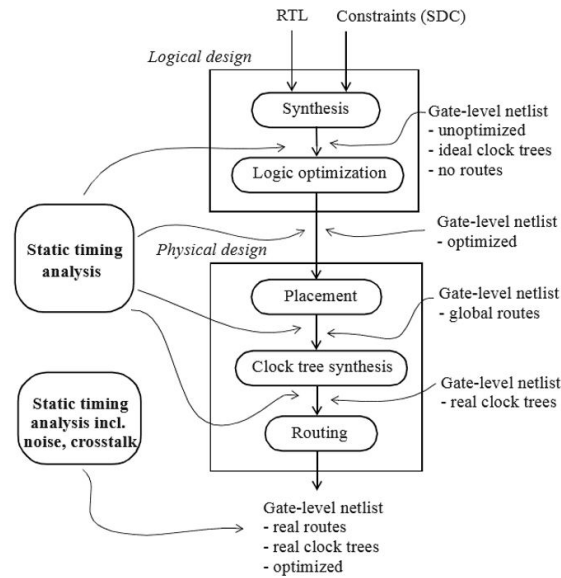 RTL
Constraints (SDC)
Logical design
Synthesis
Gate-level netlist
- unoptimized
- ideal clock trees
- no routes
Logic optimization
Gate-level netlist
- optimized
Static timing
analysis
Physical design
Placement
Gate-level netlist
- global routes
Clock tree synthesis
Gate-level netlist
- real clock trees
Static timing
analysis incl.
noise, crosstalk
Routing
Gate-level netlist
- real routes
- real clock trees
- optimized